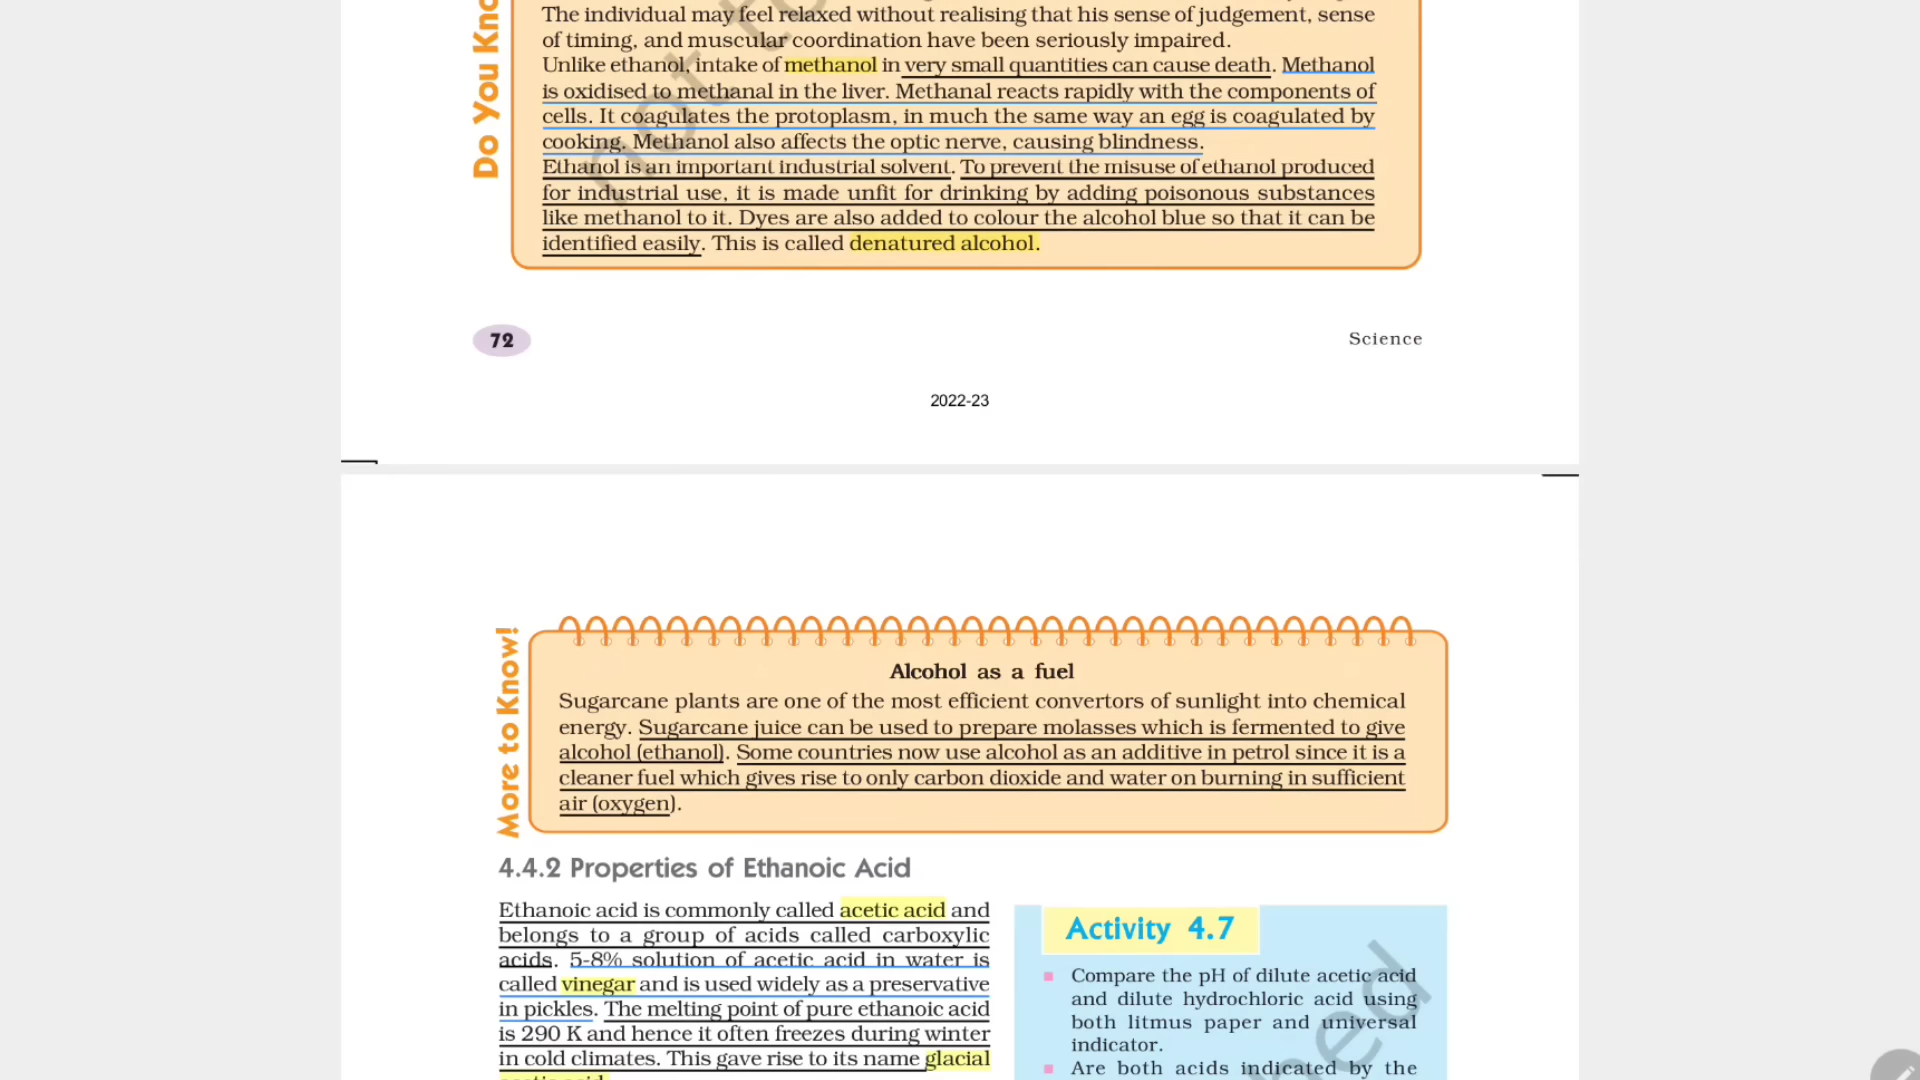 Do You Kno
The individual may feel relaxed without realising that his sense of judgement, sense
of timing, and muscular coordination have been seriously impaired.
Unlike ethanol, intake of methanol in very small quantities can cause death. Methanol
is oxidised to methanal in the liver. Methanal reacts rapidly with the components of
cells. It coagulates the protoplasm, in much the same way an egg is coagulated by
cooking. Methanol also affects the optic nerve, causing blindness.
Ethanol is an important industrial solvent. To prevent the misuse of ethanol produced
for industrial use, it is made unfit for drinking by adding poisonous substances
like methanol to it. Dyes are also added to colour the alcohol blue so that it can be
identified easily. This is called denatured alcohol.
not to
72
Science
2022-23
More to Know!
Alcohol as a fuel
Sugarcane plants are one of the most efficient convertors of sunlight into chemical
energy. Sugarcane juice can be used to prepare molasses which is fermented to give
alcohol (ethanol). Some countries now use alcohol as an additive in petrol since it is a
cleaner fuel which gives rise to only carbon dioxide and water on burning in sufficient
air (oxygen).
4.4.2 Properties of Ethanoic Acid
Ethanoic acid is commonly called acetic acid and
belongs to a group of acids called carboxylic
acids. 5-8% solution of acetic acid in water is
called vinegar and is used widely as a preservative
in pickles. The melting point of pure ethanoic acid
is 290 K and hence it often freezes during winter
in cold climates. This gave rise to its name glacial
Activity 4.7
Compare the pH of dilute acetic acid
and dilute hydrochloric acid using
both litmus paper and universal
indicator.
Are both acids indicated by the
hed